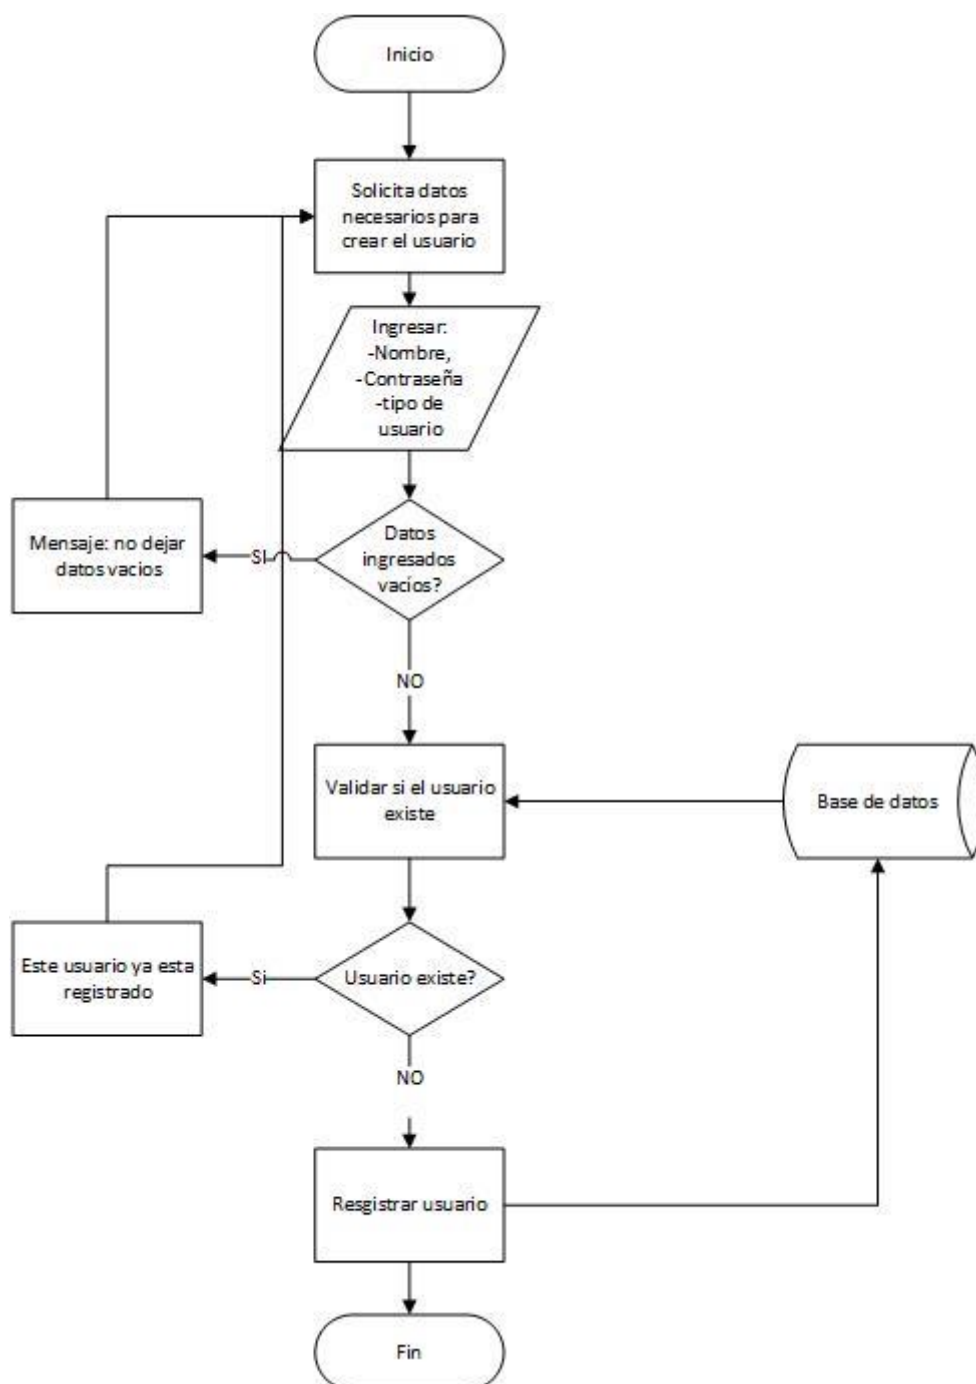 Inicio
Solicita datos
necesarios para
crear el usuario
Ingresar:
-Nombre,
-Contraseña
-tipo de
usuario
Datos
ingresados
vacíos?
SI
Mensaje: no dejar
datos vacios
NO
Validar si el usuario
existe
Base de datos
Usuario existe?
Si
Este usuario ya esta
registrado
NO
Resgistrar usuario
Fin